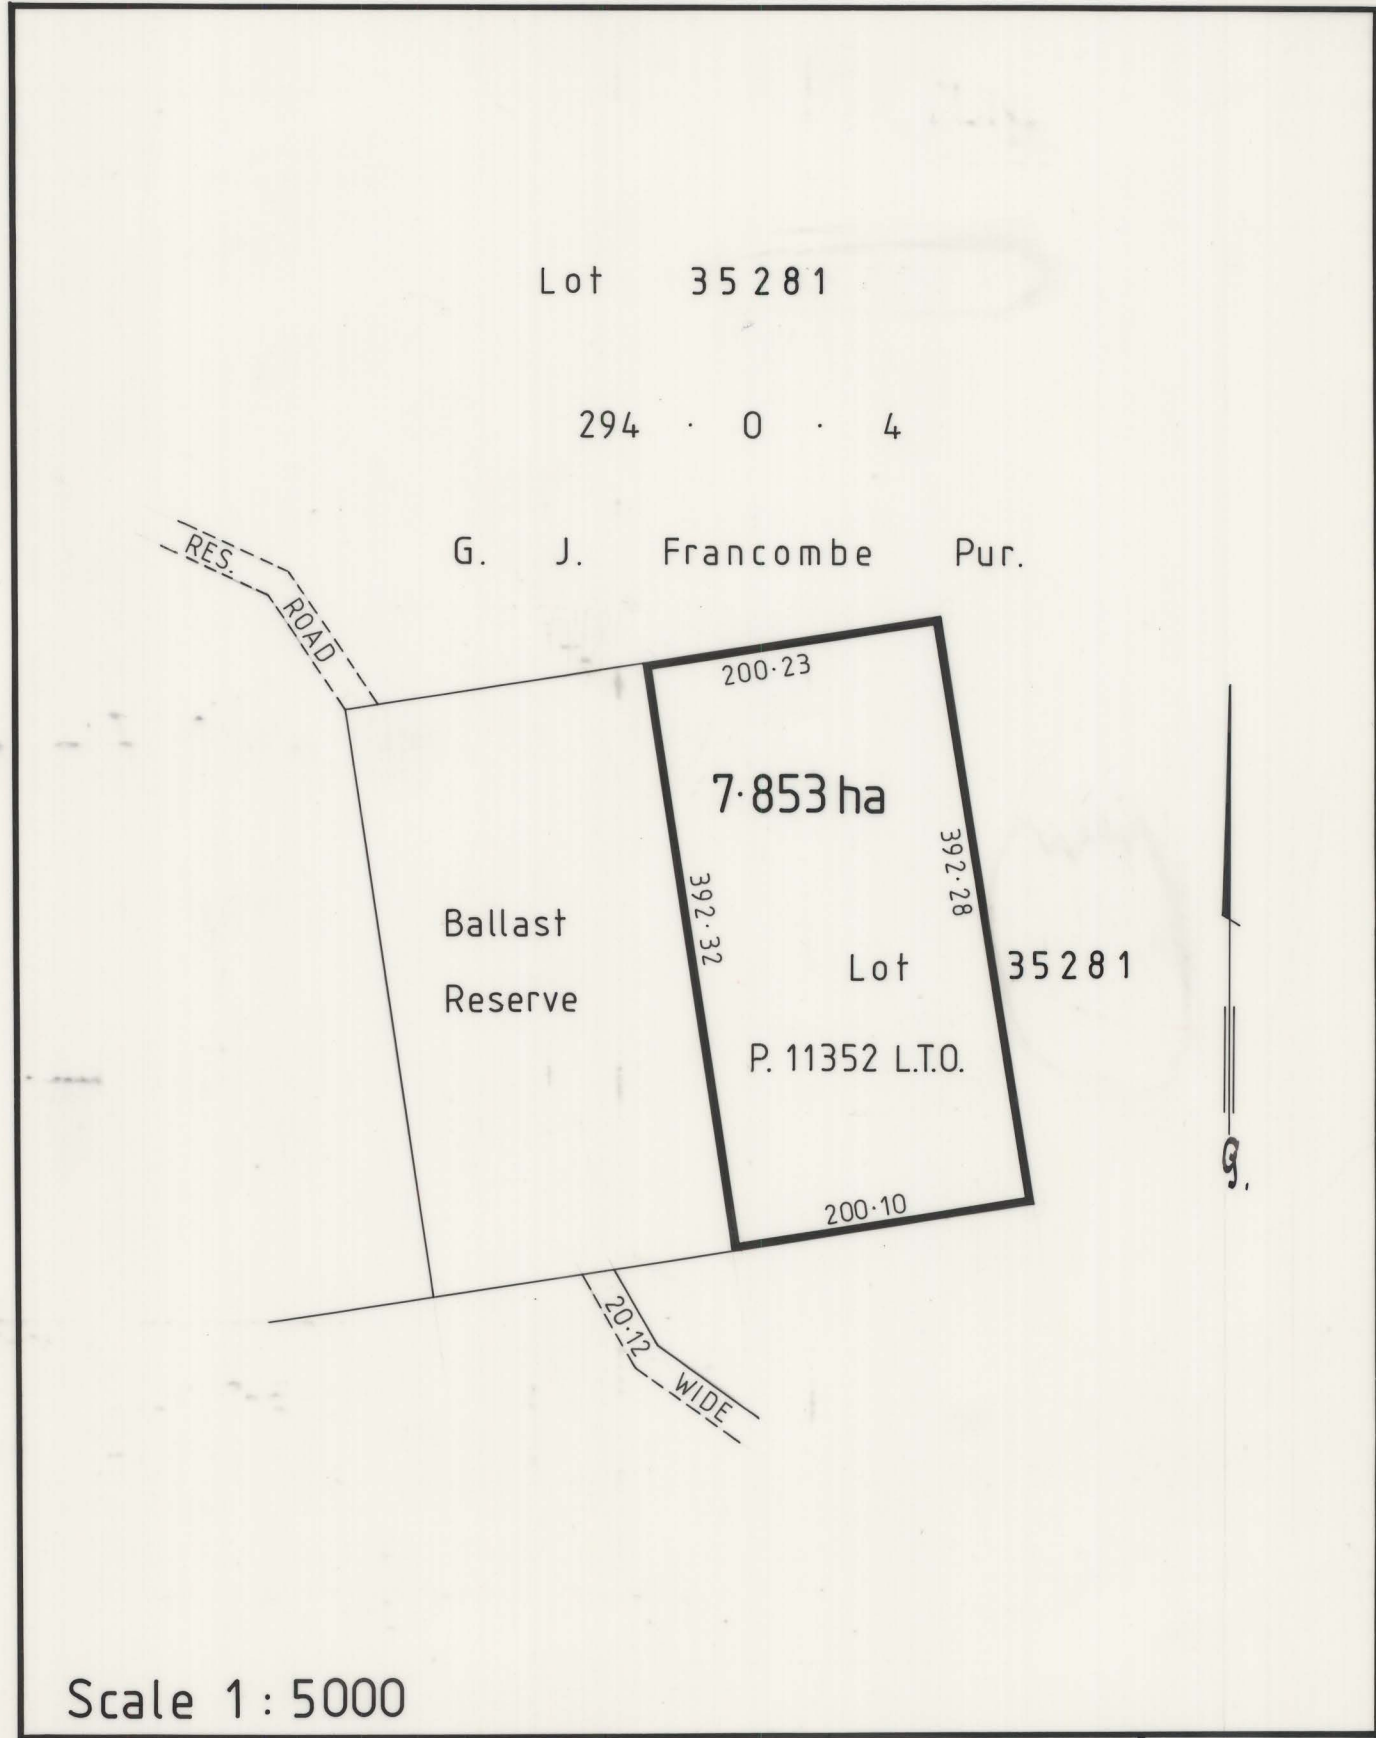 Lot 35281
294 · 0 · 4
G. J. Francombe Pur.
RES. ROAD
200·23
7·853 ha
392·28
392·32
Ballast
Reserve
Lot 35281
P. 11352 L.T.O.
200·10
20·12 WIDE
Scale 1 : 5000